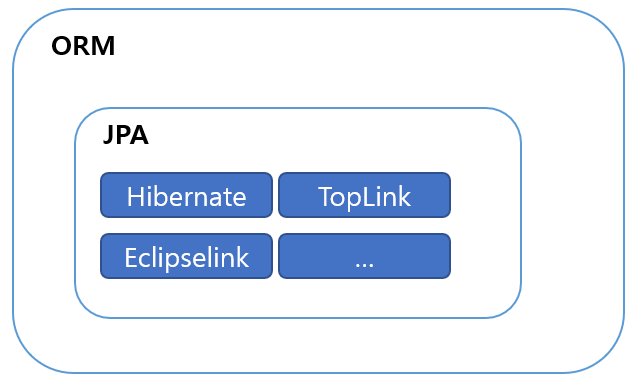 ORM
JPA
Hibernate
TopLink
Eclipselink
...